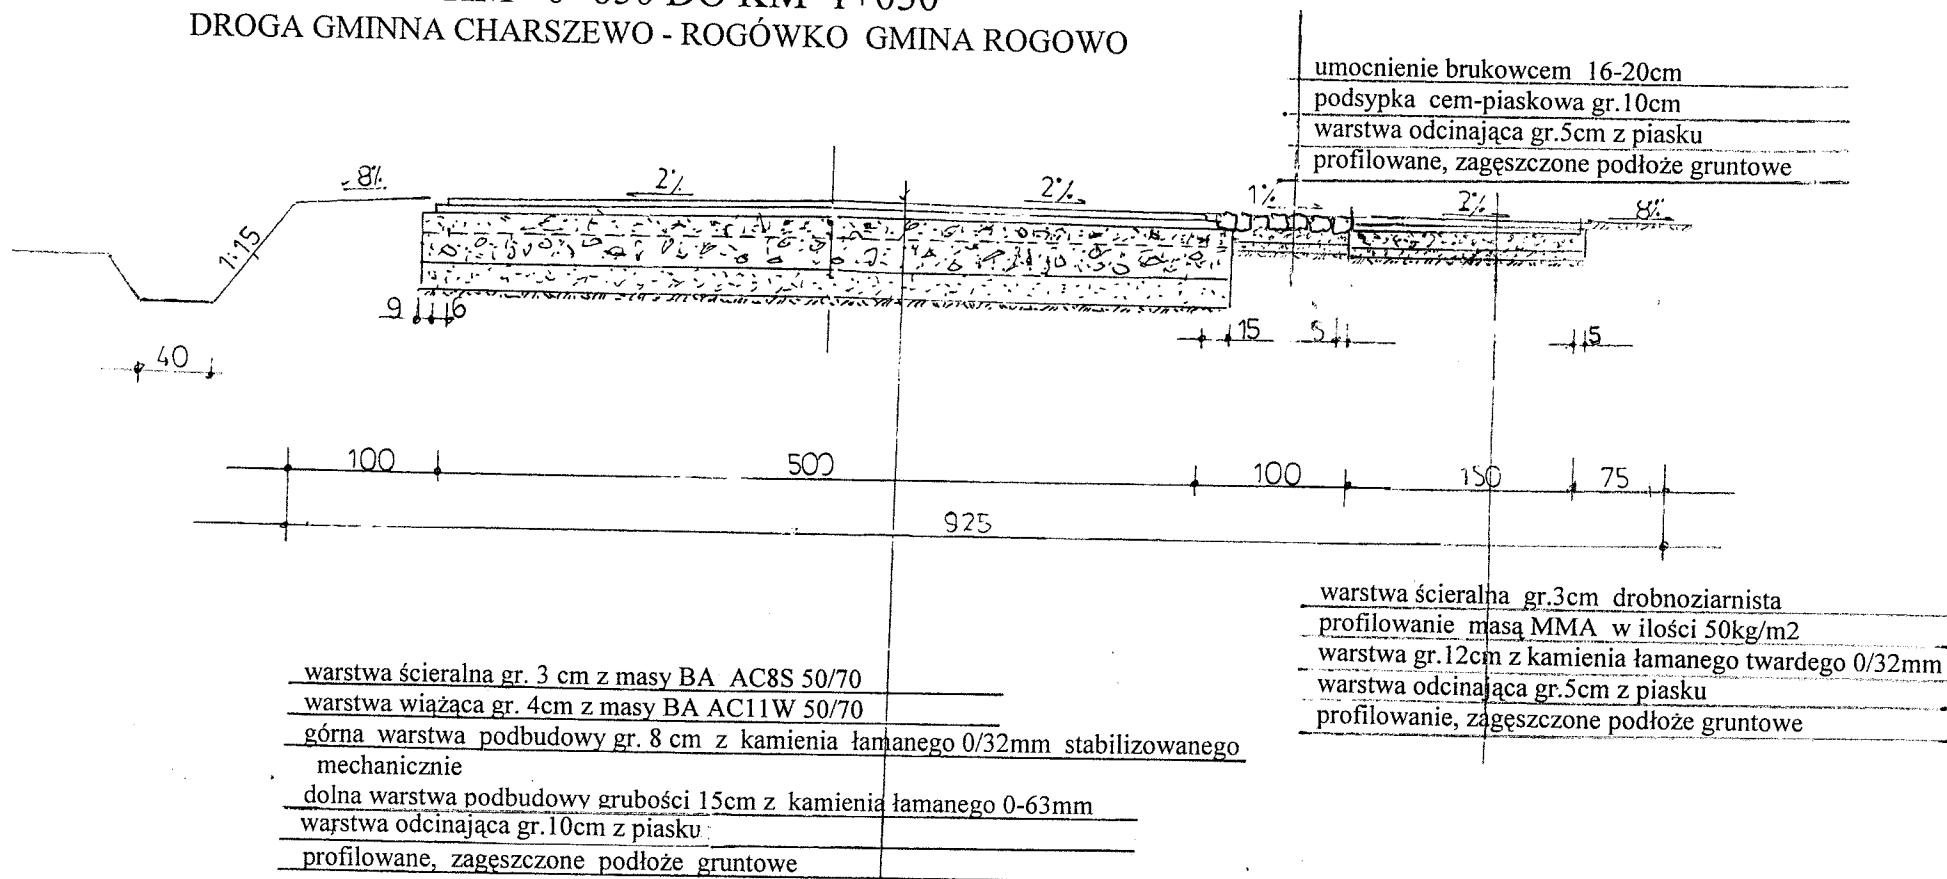 DO KM
DROGA GMINNA CHARSZEWO - ROGÓWKO GMINA ROGOWO
umocnienie brukowcem 16-20cm
podsypka cem-piaskowa gr.10cm
warstwa odcinająca gr.5cm z piasku
profilowane, zagęszczone podłoże gruntowe
8% 2% 2% 1% 2% 8%
1:15
9 6 15 5 5
40
100 500 100 150 75
925
warstwa ścieralna gr.3cm drobnoziarnista
profilowanie masą MMA w ilości 50kg/m2
warstwa gr.12cm z kamienia łamanego twardego 0/32mm
warstwa odcinająca gr.5cm z piasku
profilowanie, zagęszczone podłoże gruntowe
warstwa ścieralna gr. 3 cm z masy BA AC8S 50/70
warstwa wiążąca gr. 4cm z masy BA AC11W 50/70
górna warstwa podbudowy gr. 8 cm z kamienia łamanego 0/32mm stabilizowanego
mechanicznie
dolna warstwa podbudowy grubości 15cm z kamienia łamanego 0-63mm
warstwa odcinająca gr.10cm z piasku
profilowane, zagęszczone podłoże gruntowe